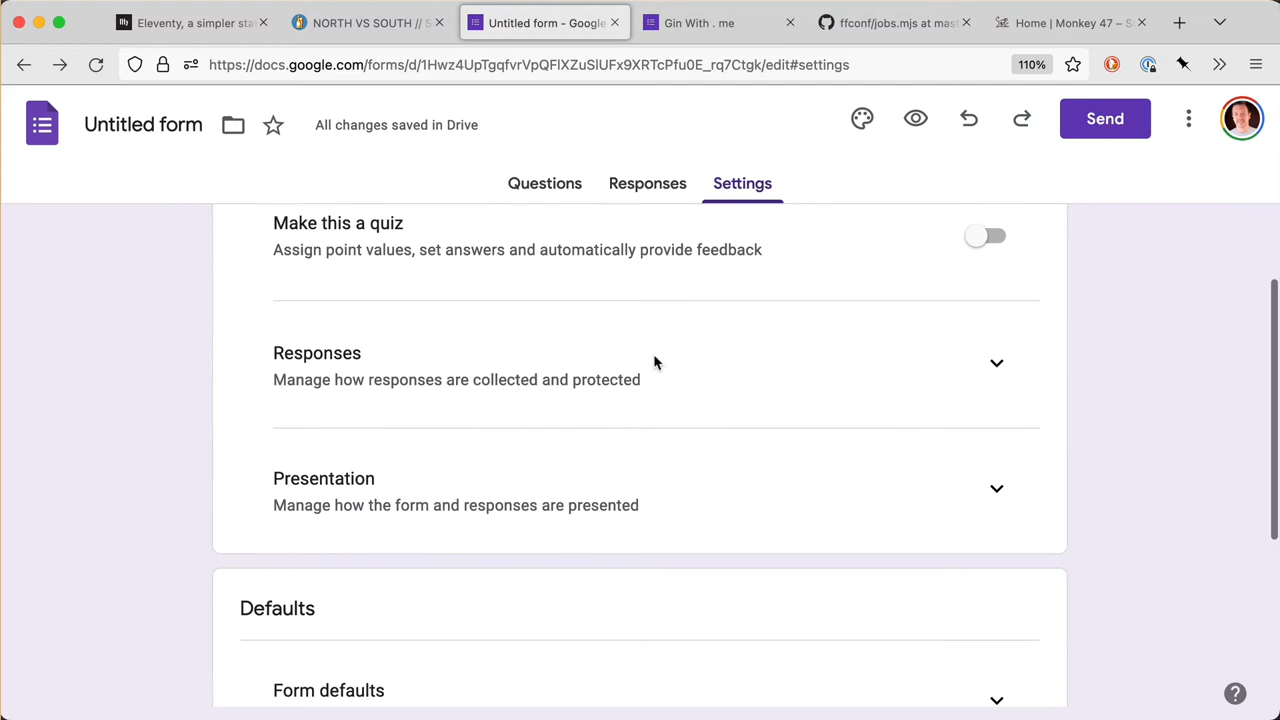 Eleventy, a simpler sta
NORTH VS SOUTH // S
Untitled form - Google
Gin With . me
ffconf/jobs.mjs at mast
Home | Monkey 47 – S
https://docs.google.com/forms/d/1Hwz4UpTgqfvrVpQFlXZuSlUFx9XRTcPfu0E_rq7Ctgk/edit#settings
110%
Untitled form
All changes saved in Drive
Send
Questions
Responses
Settings
Make this a quiz
Assign point values, set answers and automatically provide feedback
Responses
Manage how responses are collected and protected
Presentation
Manage how the form and responses are presented
Defaults
Form defaults